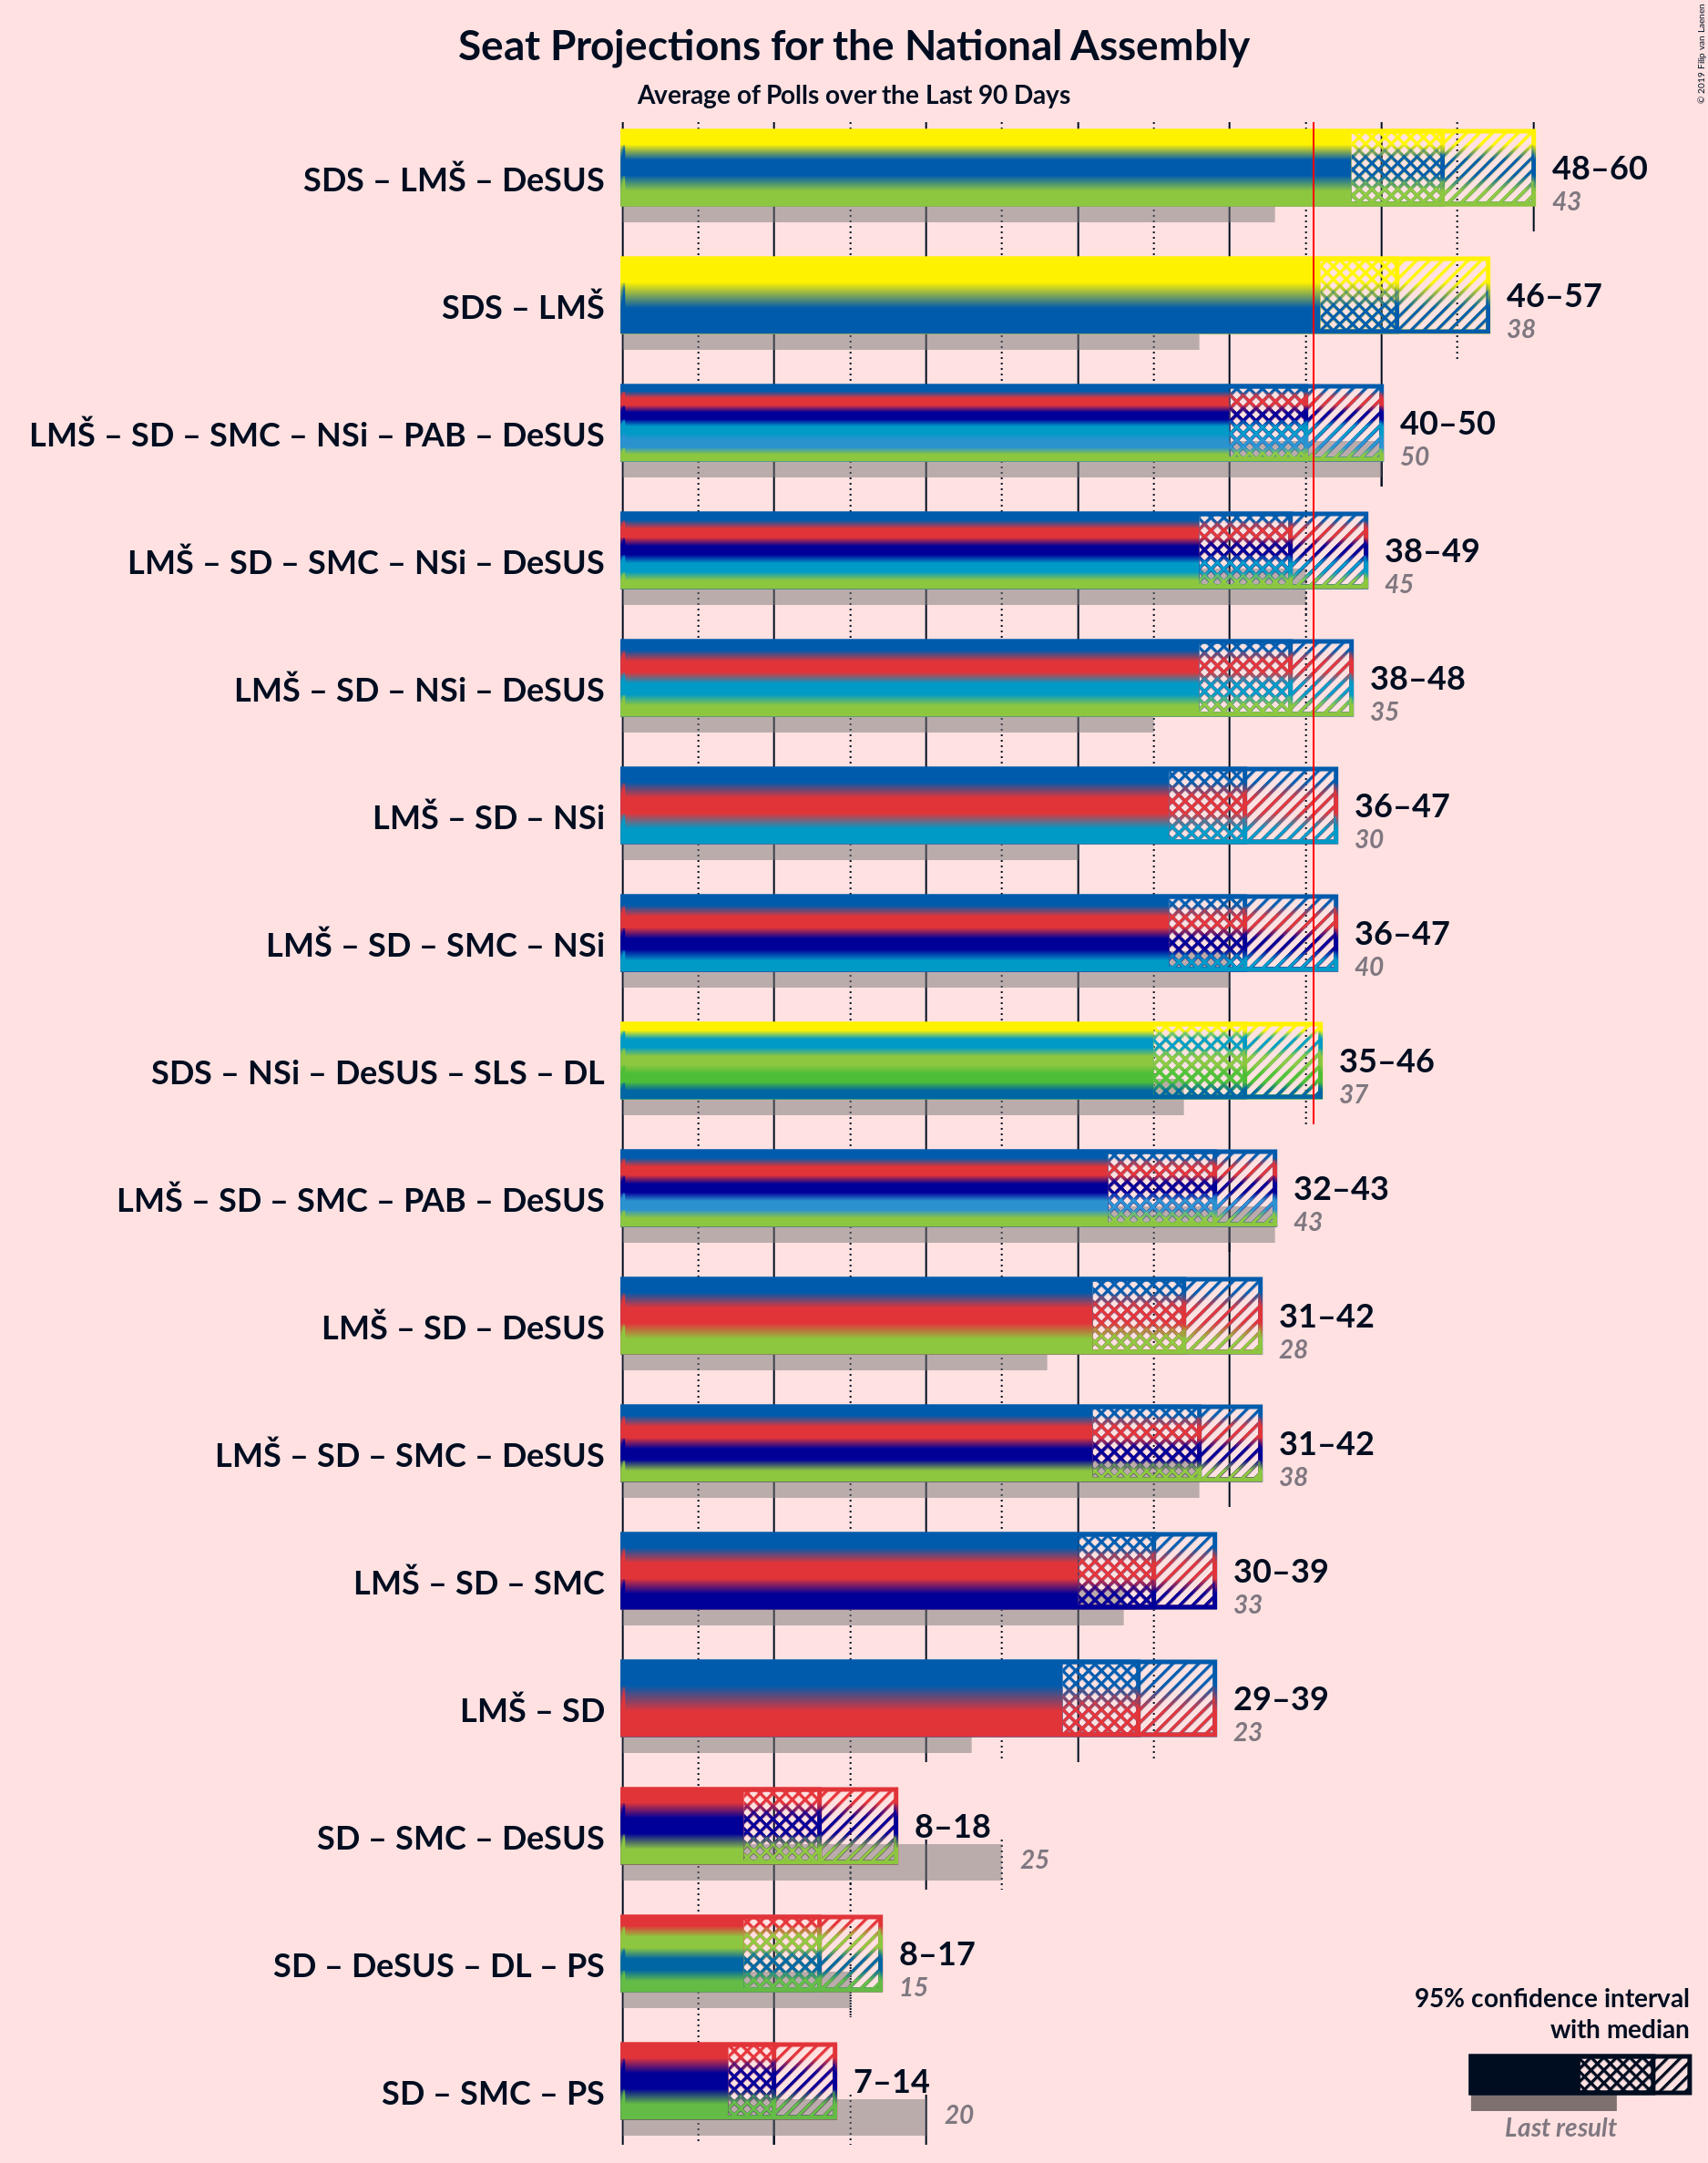 Seat Projections for the National Assembly
Average of Polls over the Last 90 Days
© 2019 Filip van Laenen
SDS – LMŠ – DeSUS
48–60
43
SDS – LMŠ
46–57
38
LMŠ – SD – SMC – NSi – PAB – DeSUS
40–50
50
LMŠ – SD – SMC – NSi – DeSUS
38–49
45
LMŠ – SD – NSi – DeSUS
38–48
35
LMŠ – SD – NSi
36–47
30
LMŠ – SD – SMC – NSi
36–47
40
SDS – NSi – DeSUS – SLS – DL
35–46
37
LMŠ – SD – SMC – PAB – DeSUS
32–43
43
LMŠ – SD – DeSUS
31–42
28
LMŠ – SD – SMC – DeSUS
31–42
38
LMŠ – SD – SMC
30–39
33
LMŠ – SD
29–39
23
SD – SMC – DeSUS
8–18
25
SD – DeSUS – DL – PS
8–17
15
SD – SMC – PS
7–14
20
95% confidence interval
with median
Last result